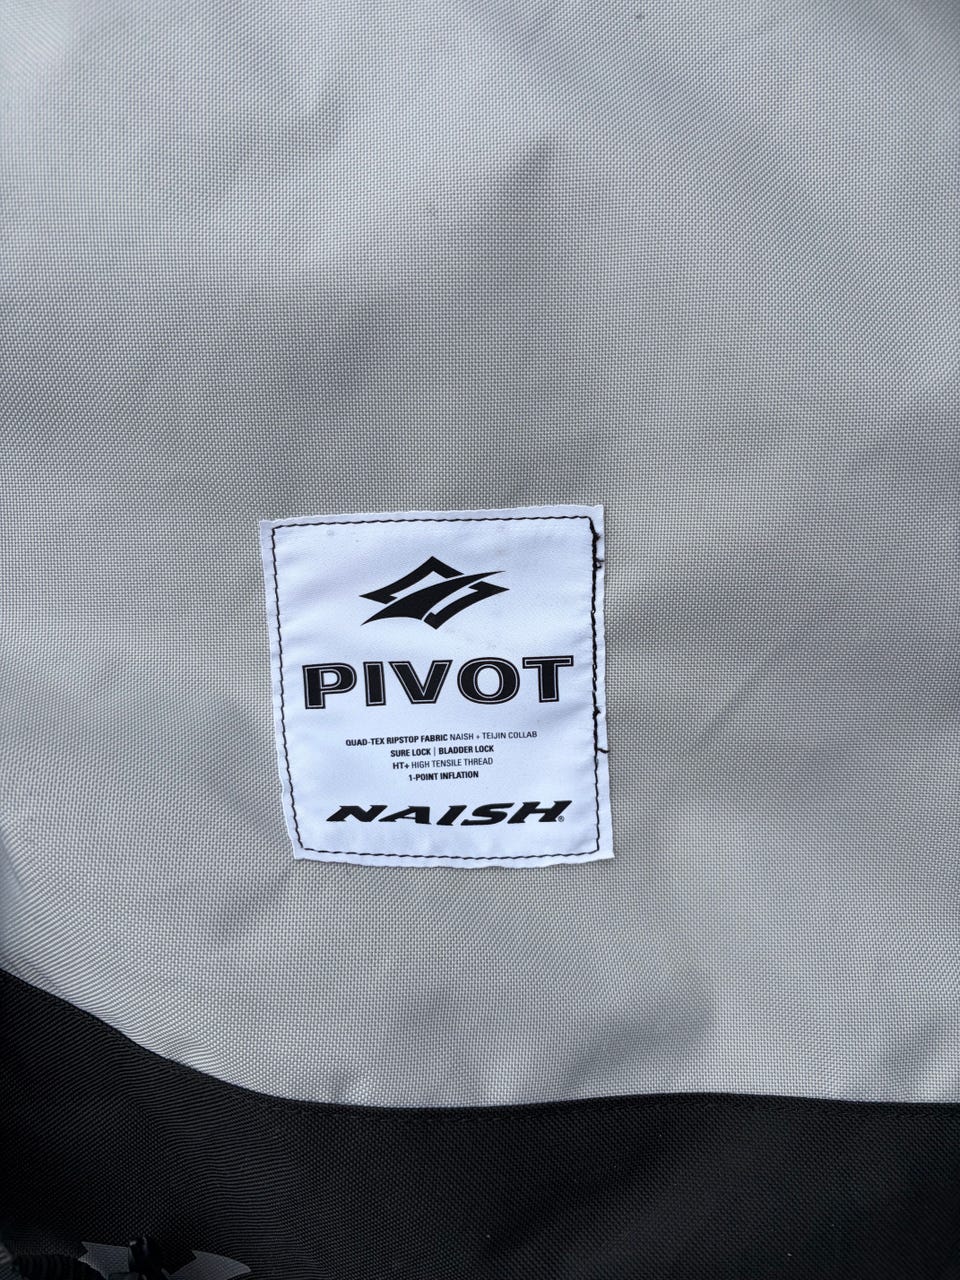 PIVOT
QUAD-TEX RIPSTOP FABRIC NAISH + TEIJIN COLLAB
SURE LOCK | BLADDER LOCK
HT+ HIGH TENSILE THREAD
1-POINT INFLATION
NAISH®